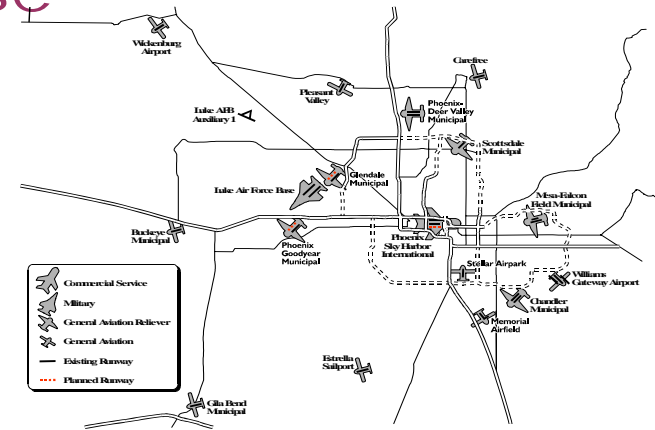 Wickenburg
Airport
Carefree
Pleasant
Valley
Phoenix-
Deer Valley
Municipal
Luke AFB
Auxiliary 1
Scottsdale
Municipal
Glendale
Municipal
Luke Air Force Base
Mesa-Falcon
Field Municipal
Buckeye
Municipal
Phoenix
Goodyear
Municipal
Phoenix
Sky Harbor
International
Stellar Airpark
Williams
Gateway Airport
Chandler
Municipal
Memorial
Airfield
Estrella
Sailport
Gila Bend
Municipal
Commercial Service
Military
General Aviation Reliever
General Aviation
Existing Runway
Planned Runway